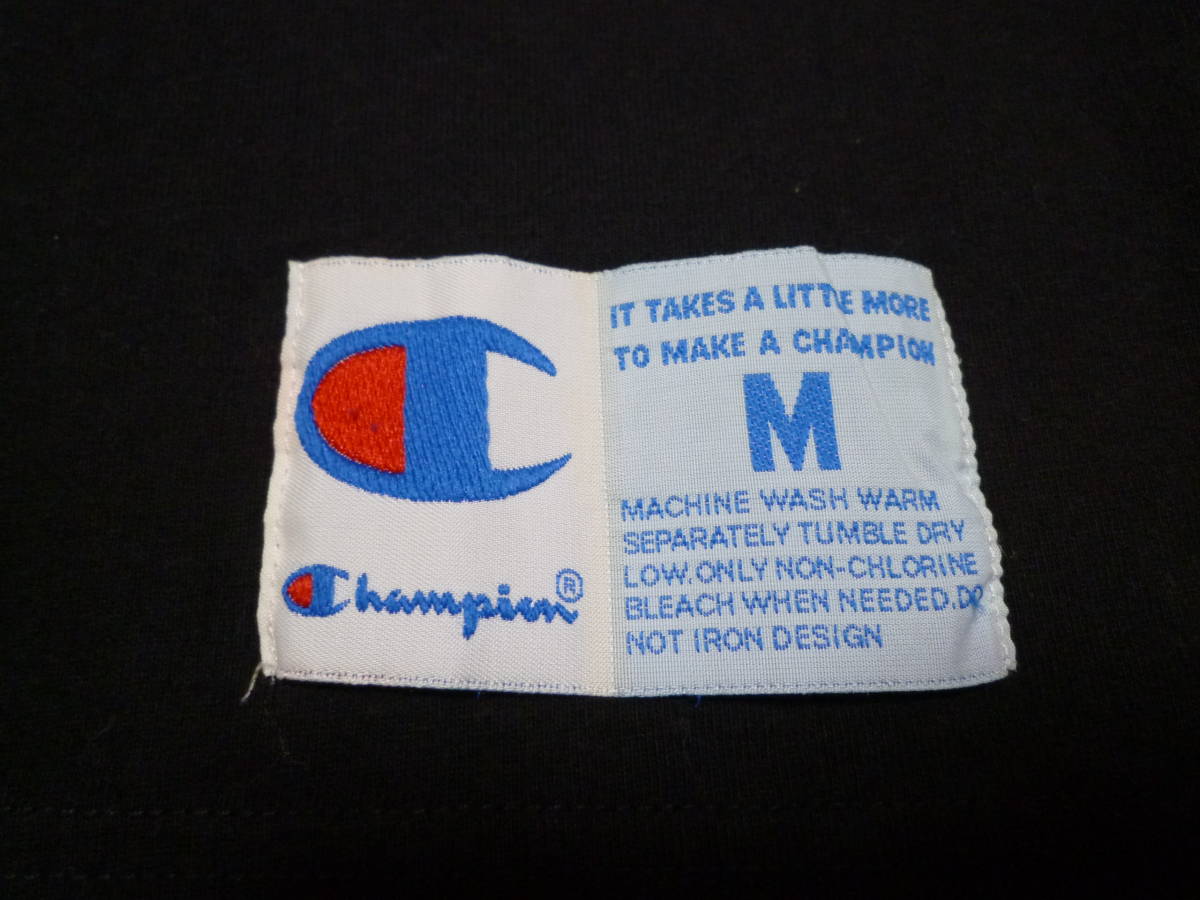 Champion®
IT TAKES A LITTLE MORE
TO MAKE A CHAMPION
M
MACHINE WASH WARM
SEPARATELY TUMBLE DRY
LOW.ONLY NON-CHLORINE
BLEACH WHEN NEEDED.DO
NOT IRON DESIGN